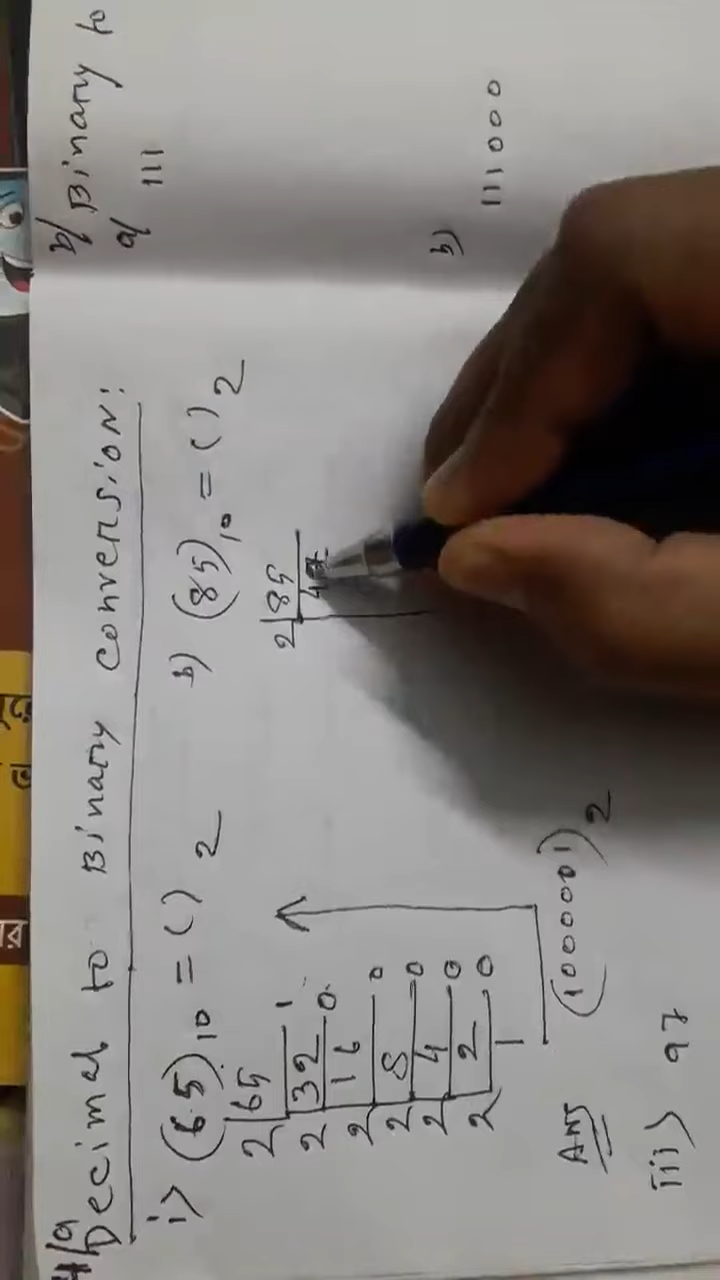 4/a
Decimal to Binary conversion:
i> (65)10 = ( ) 2
2 65 1
2 32 0
2 16 0
2 8 0
2 4 0
2 2 0
1
Ans (1000001)2
iii> 97
b) (85)10 = ( ) 2
2 85
4
b/ Binary to
a/ 111
b) 111000